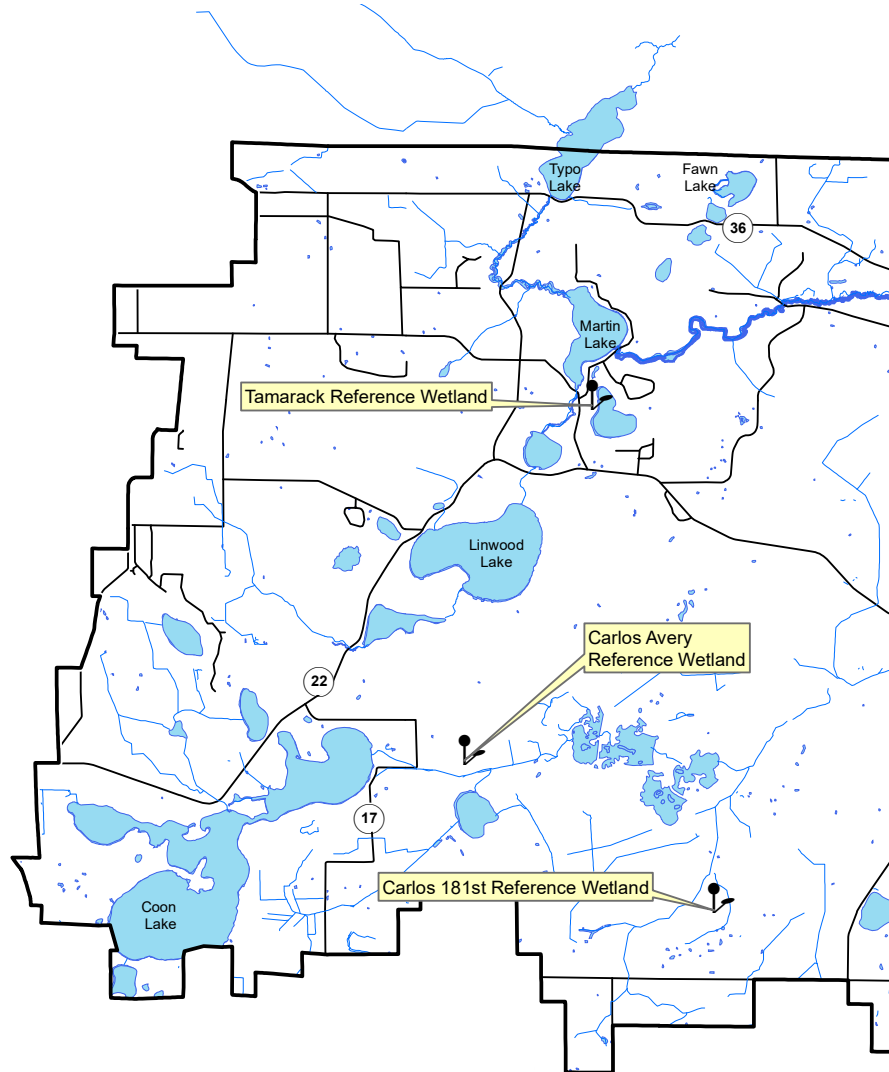 Typo
Lake
Fawn
Lake
36
Martin
Lake
Tamarack Reference Wetland
Linwood
Lake
Carlos Avery
Reference Wetland
22
17
Carlos 181st Reference Wetland
Coon
Lake